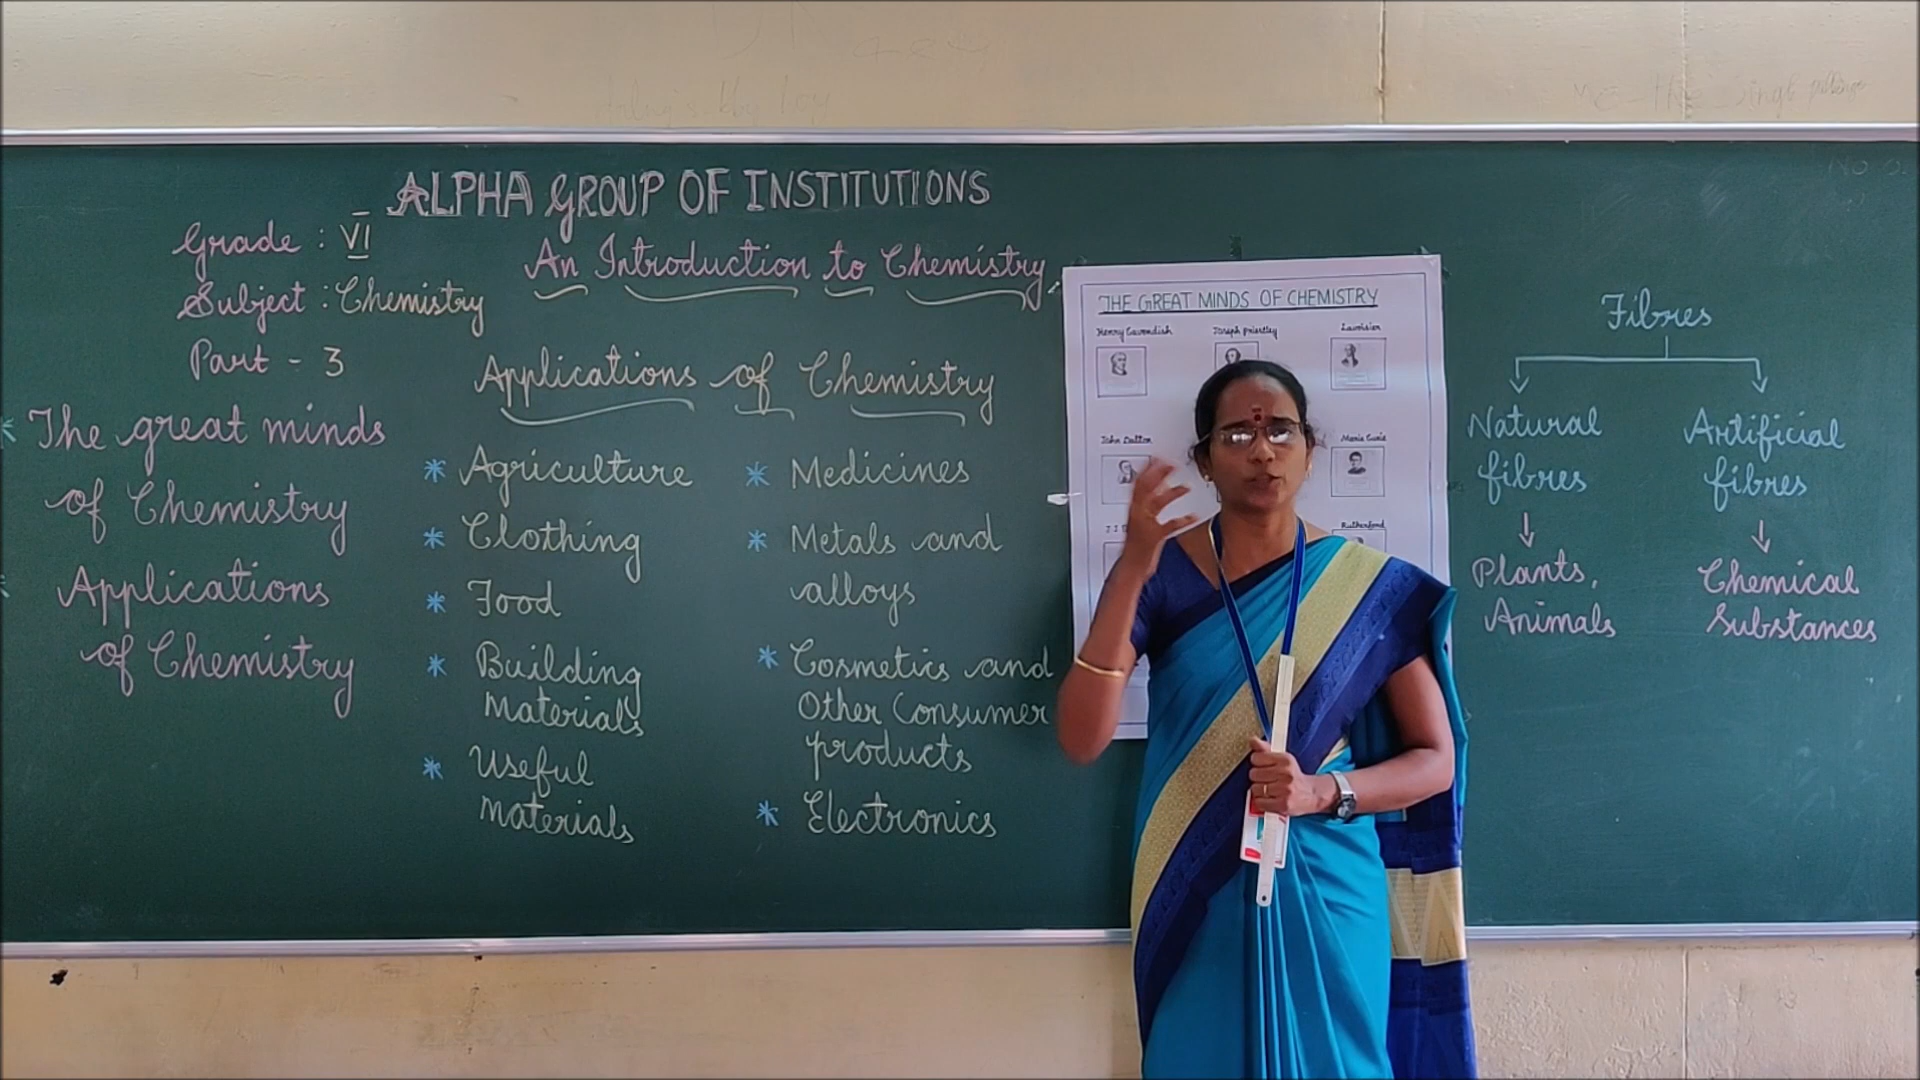 ALPHA GROUP OF INSTITUTIONS
Grade : VI
Subject : Chemistry
Part - 3
An Introduction to Chemistry
* The great minds
of Chemistry
* Applications
of Chemistry
Applications of Chemistry
* Agriculture
* Clothing
* Food
* Building
Materials
* Useful
Materials
* Medicines
* Metals and
alloys
* Cosmetics and
Other Consumer
products
* Electronics
THE GREAT MINDS OF CHEMISTRY
Henry Cavendish
Joseph priestley
Lavoisier
John Dalton
Marie Curie
J.J
Rutherford
Fibres
Natural
fibres
Plants,
Animals
Artificial
fibres
Chemical
Substances